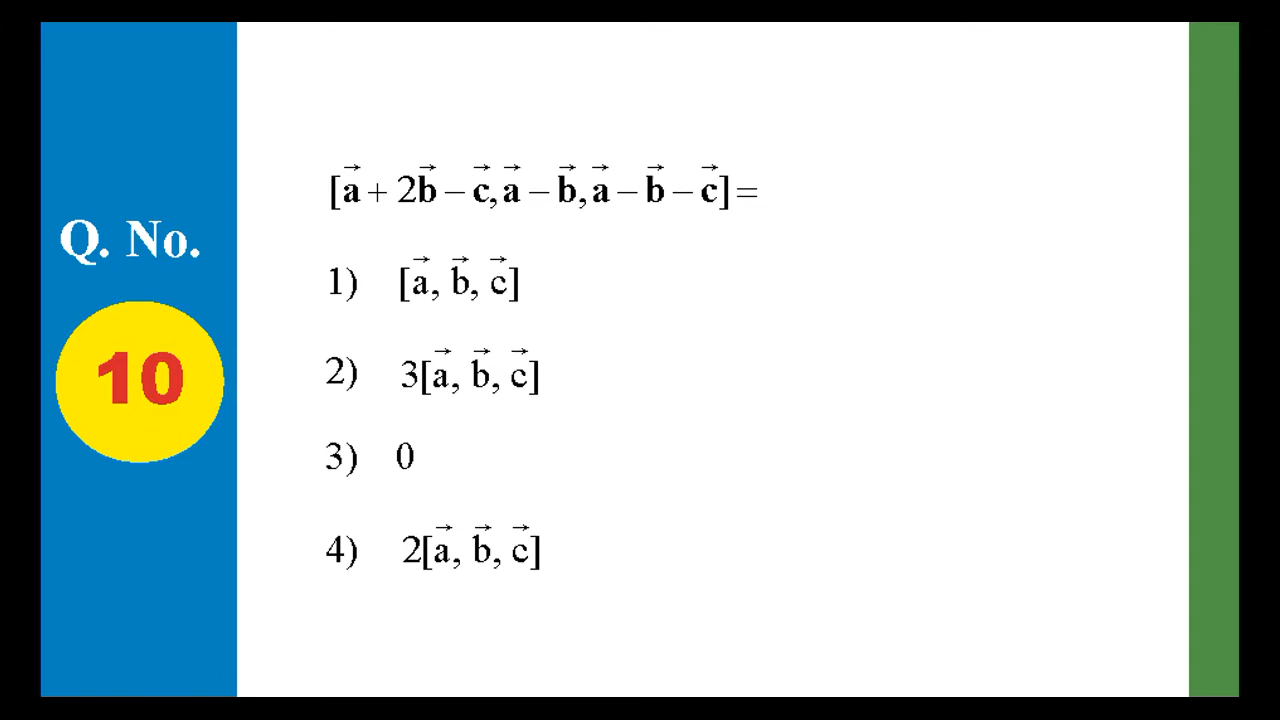 Q. No.
10
[a⃗ + 2b⃗ − c⃗, a⃗ − b⃗, a⃗ − b⃗ − c⃗] =
1) [a⃗, b⃗, c⃗]
2) 3[a⃗, b⃗, c⃗]
3) 0
4) 2[a⃗, b⃗, c⃗]